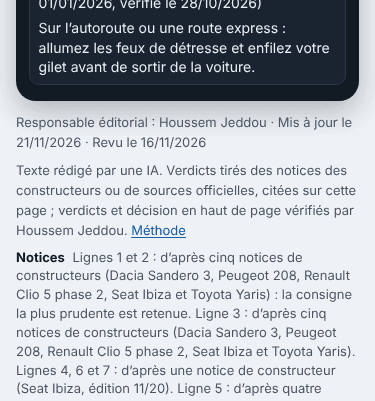 01/01/2026, vérifié le 28/10/2026)
Sur l’autoroute ou une route express :
allumez les feux de détresse et enfilez votre
gilet avant de sortir de la voiture.
Responsable éditorial : Houssem Jeddou · Mis à jour le
21/11/2026 · Revu le 16/11/2026
Texte rédigé par une IA. Verdicts tirés des notices des
constructeurs ou de sources officielles, citées sur cette
page ; verdicts et décision en haut de page vérifiés par
Houssem Jeddou. Méthode
Notices Lignes 1 et 2 : d’après cinq notices de
constructeurs (Dacia Sandero 3, Peugeot 208, Renault
Clio 5 phase 2, Seat Ibiza et Toyota Yaris) : la consigne
la plus prudente est retenue. Ligne 3 : d’après cinq
notices de constructeurs (Dacia Sandero 3, Peugeot
208, Renault Clio 5 phase 2, Seat Ibiza et Toyota Yaris).
Lignes 4, 6 et 7 : d’après une notice de constructeur
(Seat Ibiza, édition 11/20). Ligne 5 : d’après quatre